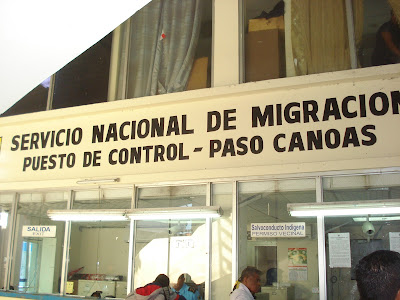 SERVICIO NACIONAL DE MIGRACION
PUESTO DE CONTROL - PASO CANOAS
SALIDA
Salvoconducto Indígena
PERMISO VECINAL